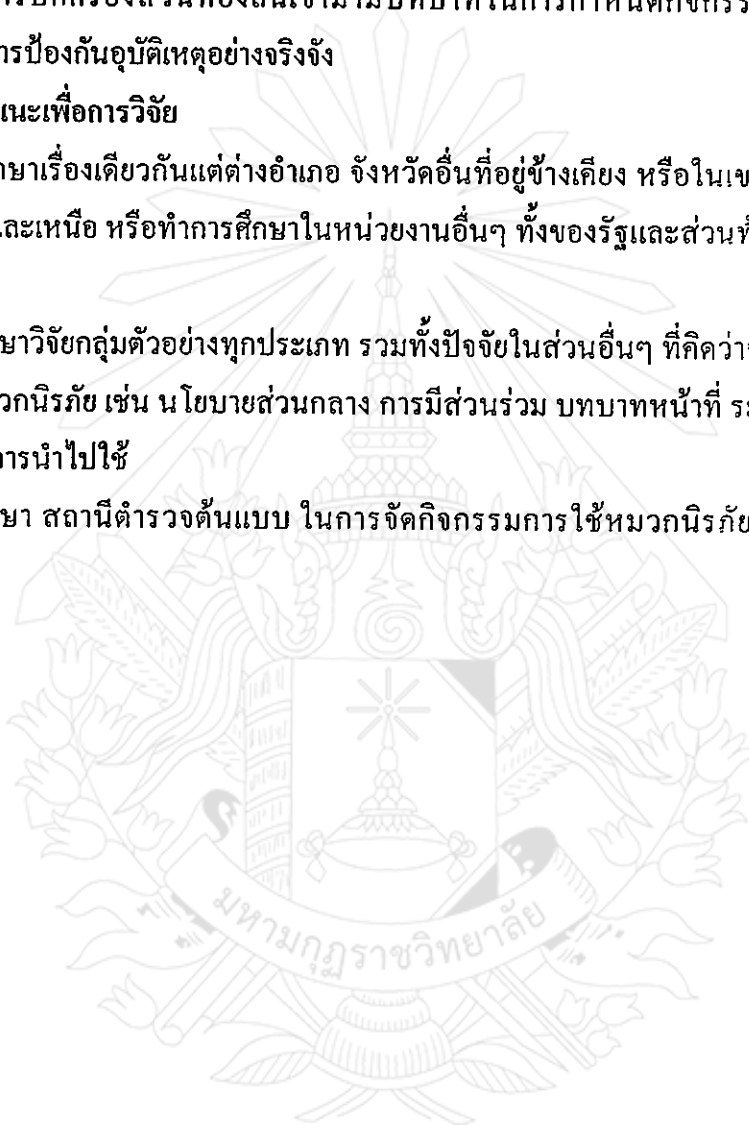 การป้องกันอุบัติเหตุอย่างจริงจัง
แนะเพื่อการวิจัย
กษาเรื่องเดียวกันแต่ต่างอำเภอ จังหวัดอื่นที่อยู่ข้างเคียง หรือในเข
และเหนือ หรือทำการศึกษาในหน่วยงานอื่นๆ ทั้งของรัฐและส่วนท้
ษาวิจัยกลุ่มตัวอย่างทุกประเภท รวมทั้งปัจจัยในส่วนอื่นๆ ที่คิดว่า
วกนิรภัย เช่น นโยบายส่วนกลาง การมีส่วนร่วม บทบาทหน้าที่ ระ
การนำไปใช้
ษา สถานีตำรวจต้นแบบ ในการจัดกิจกรรมการใช้หมวกนิรภัย
มหามกุฏราชวิทยาลัย